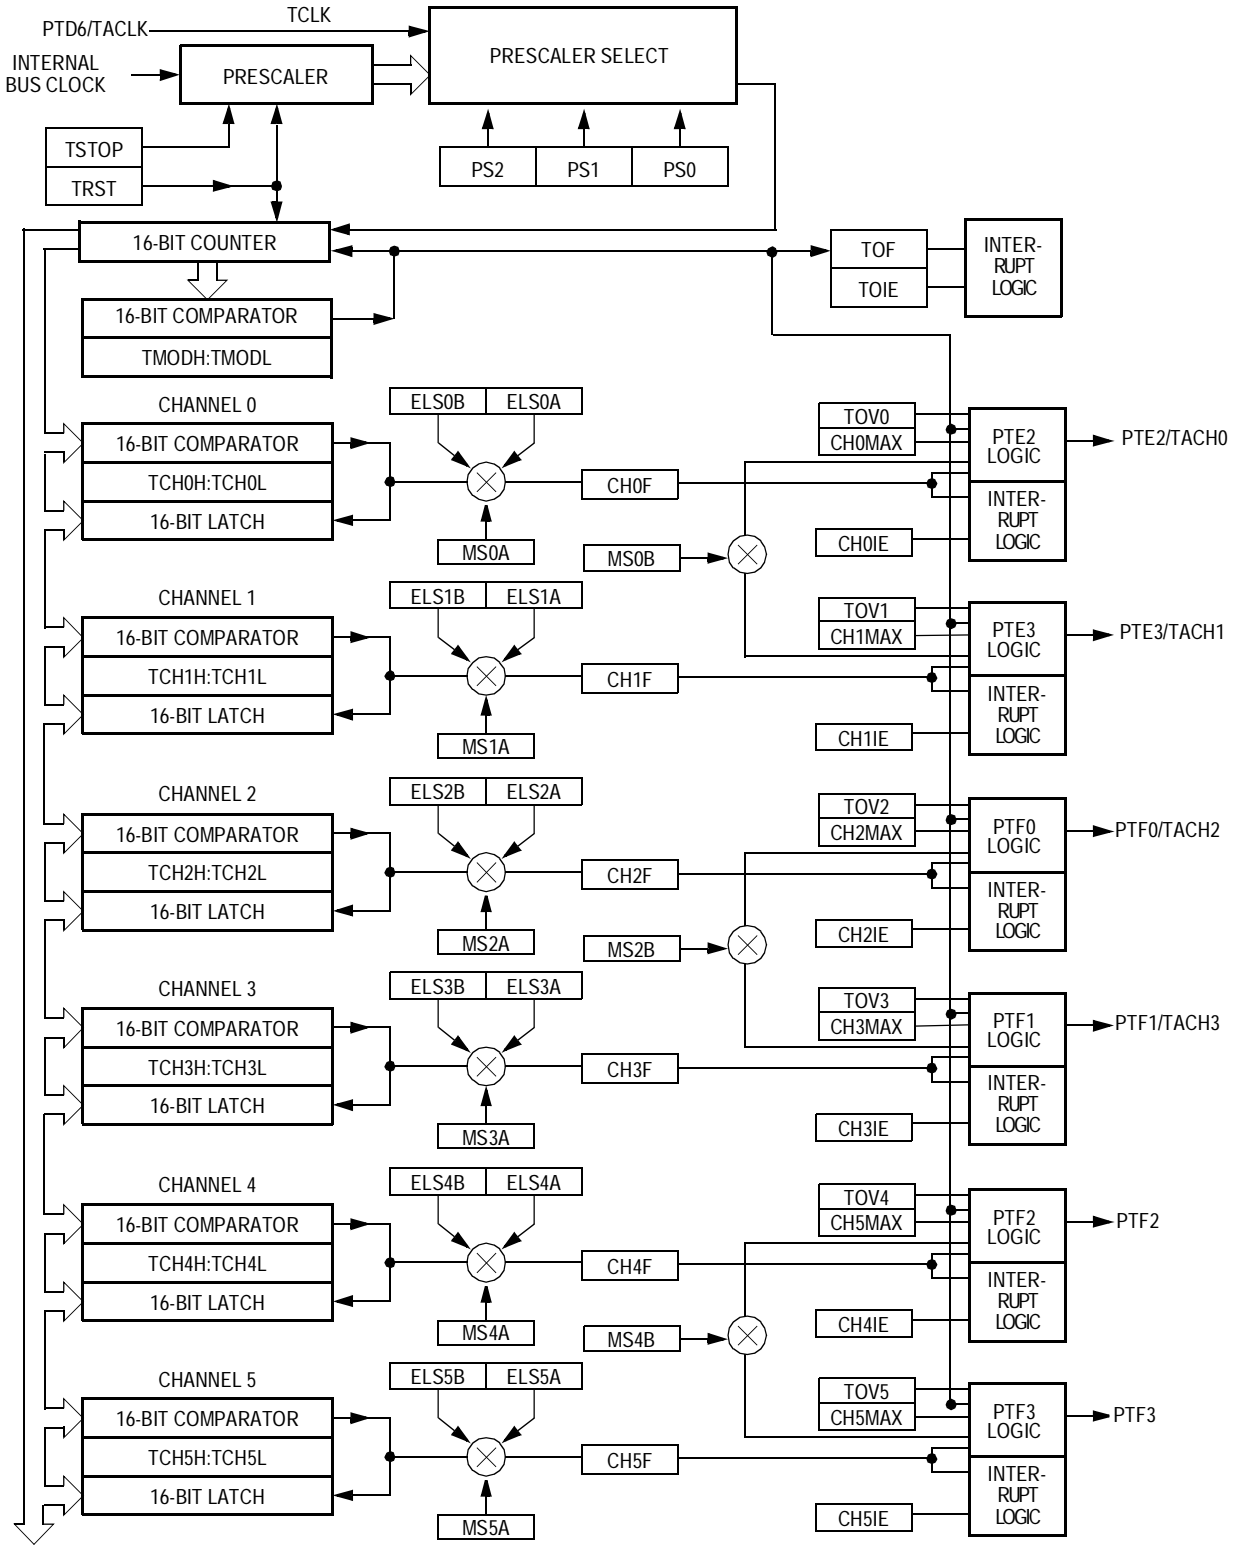 TCLK
PTD6/TACLK
INTERNAL
BUS CLOCK
PRESCALER
PRESCALER SELECT
TSTOP
TRST
PS2 PS1 PS0
16-BIT COUNTER
TOF
TOIE
INTER-
RUPT
LOGIC
16-BIT COMPARATOR
TMODH:TMODL
CHANNEL 0
ELS0B ELS0A
TOV0
CH0MAX
PTE2
LOGIC
PTE2/TACH0
16-BIT COMPARATOR
TCH0H:TCH0L
16-BIT LATCH
CH0F
INTER-
RUPT
LOGIC
MS0A
MS0B
CH0IE
CHANNEL 1
ELS1B ELS1A
TOV1
CH1MAX
PTE3
LOGIC
PTE3/TACH1
16-BIT COMPARATOR
TCH1H:TCH1L
16-BIT LATCH
CH1F
INTER-
RUPT
LOGIC
MS1A
CH1IE
CHANNEL 2
ELS2B ELS2A
TOV2
CH2MAX
PTF0
LOGIC
PTF0/TACH2
16-BIT COMPARATOR
TCH2H:TCH2L
16-BIT LATCH
CH2F
INTER-
RUPT
LOGIC
MS2A
MS2B
CH2IE
CHANNEL 3
ELS3B ELS3A
TOV3
CH3MAX
PTF1
LOGIC
PTF1/TACH3
16-BIT COMPARATOR
TCH3H:TCH3L
16-BIT LATCH
CH3F
INTER-
RUPT
LOGIC
MS3A
CH3IE
CHANNEL 4
ELS4B ELS4A
TOV4
CH5MAX
PTF2
LOGIC
PTF2
16-BIT COMPARATOR
TCH4H:TCH4L
16-BIT LATCH
CH4F
INTER-
RUPT
LOGIC
MS4A
MS4B
CH4IE
CHANNEL 5
ELS5B ELS5A
TOV5
CH5MAX
PTF3
LOGIC
PTF3
16-BIT COMPARATOR
TCH5H:TCH5L
16-BIT LATCH
CH5F
INTER-
RUPT
LOGIC
MS5A
CH5IE